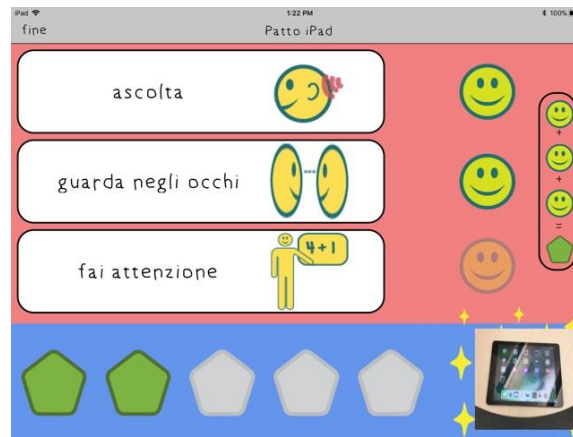 iPad 1:22 PM 100%
fine Patto iPad
ascolta
guarda negli occhi
4+1
fai attenzione
+
+
=